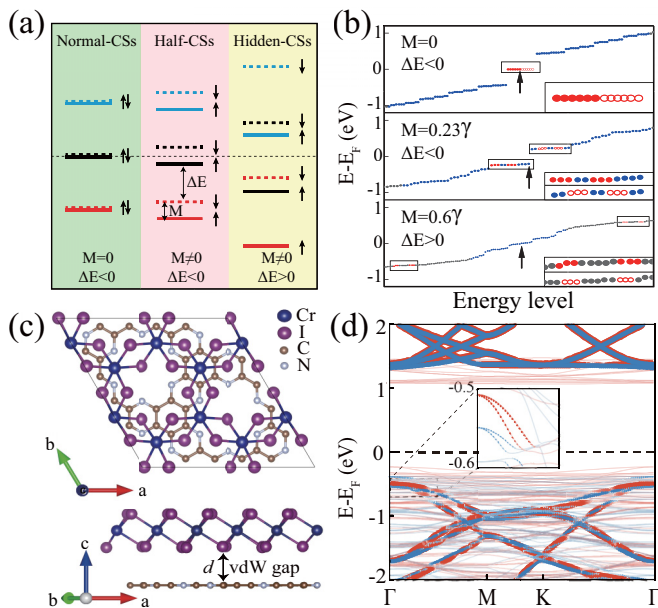 (a)
Normal-CSs Half-CSs Hidden-CSs
ΔE
M
M=0 M≠0 M≠0
ΔE<0 ΔE<0 ΔE>0
(b)
E-E_F (eV)
1
0
-1
M=0
ΔE<0
1
0
-1
M=0.23γ
ΔE<0
1
0
-1
M=0.6γ
ΔE>0
Energy level
(c)
Cr
I
C
N
b
a
c
b
a
d
vdW gap
(d)
E-E_F (eV)
2
1
0
-1
-2
-0.5
-0.6
Γ M K Γ